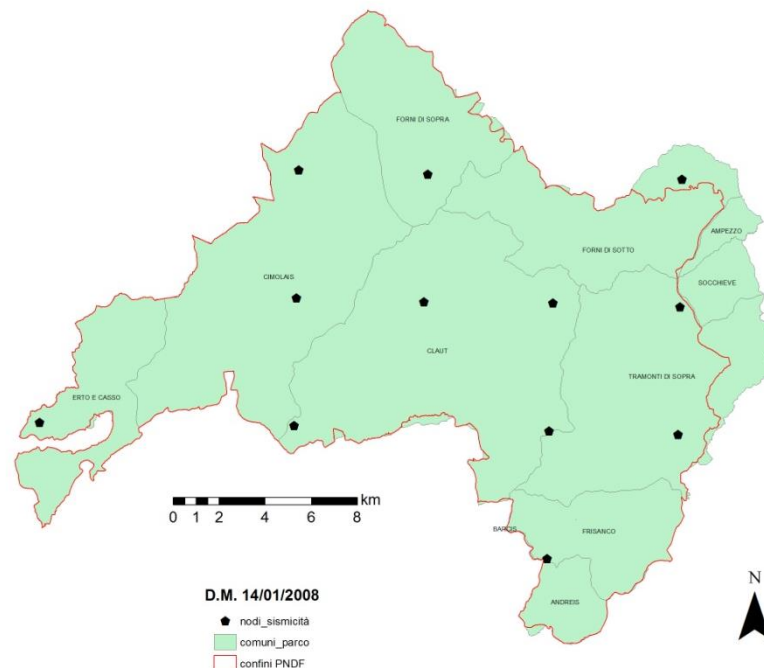 FORNI DI SOPRA
AMPEZZO
FORNI DI SOTTO
SOCCHIEVE
CIMOLAIS
CLAUT
TRAMONTI DI SOPRA
ERTO E CASSO
km
0 1 2 4 6 8
BARCIS
FRISANCO
N
D.M. 14/01/2008
ANDREIS
nodi_sismicità
comuni_parco
confini PNDF